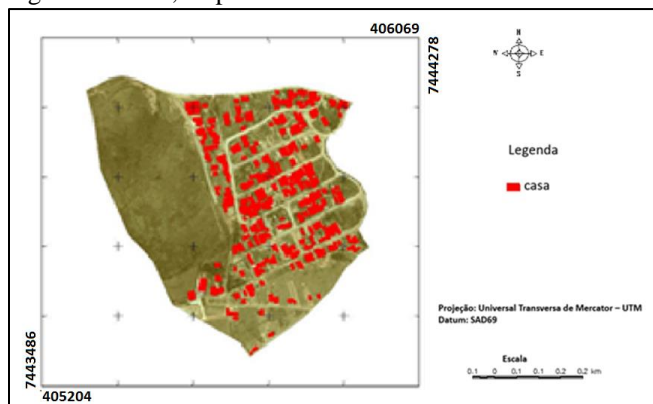 406069
7444278
N
N E
S
Legenda
casa
Projeção: Universal Transversa de Mercator – UTM
Datum: SAD69
Escala
0.1 0 0.1 0.1 0.2 0.2 km
7443486
405204